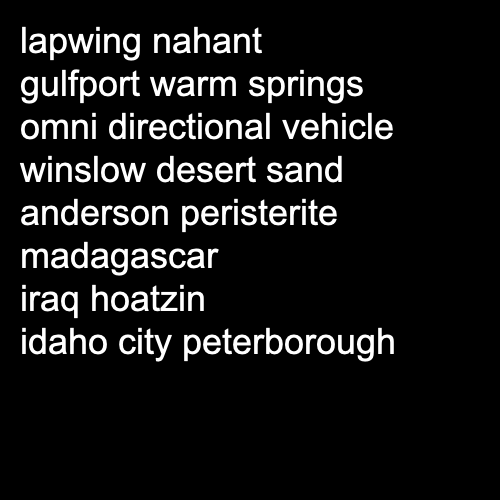 lapwing nahant
gulfport warm springs
omni directional vehicle
winslow desert sand
anderson peristerite
madagascar
iraq hoatzin
idaho city peterborough